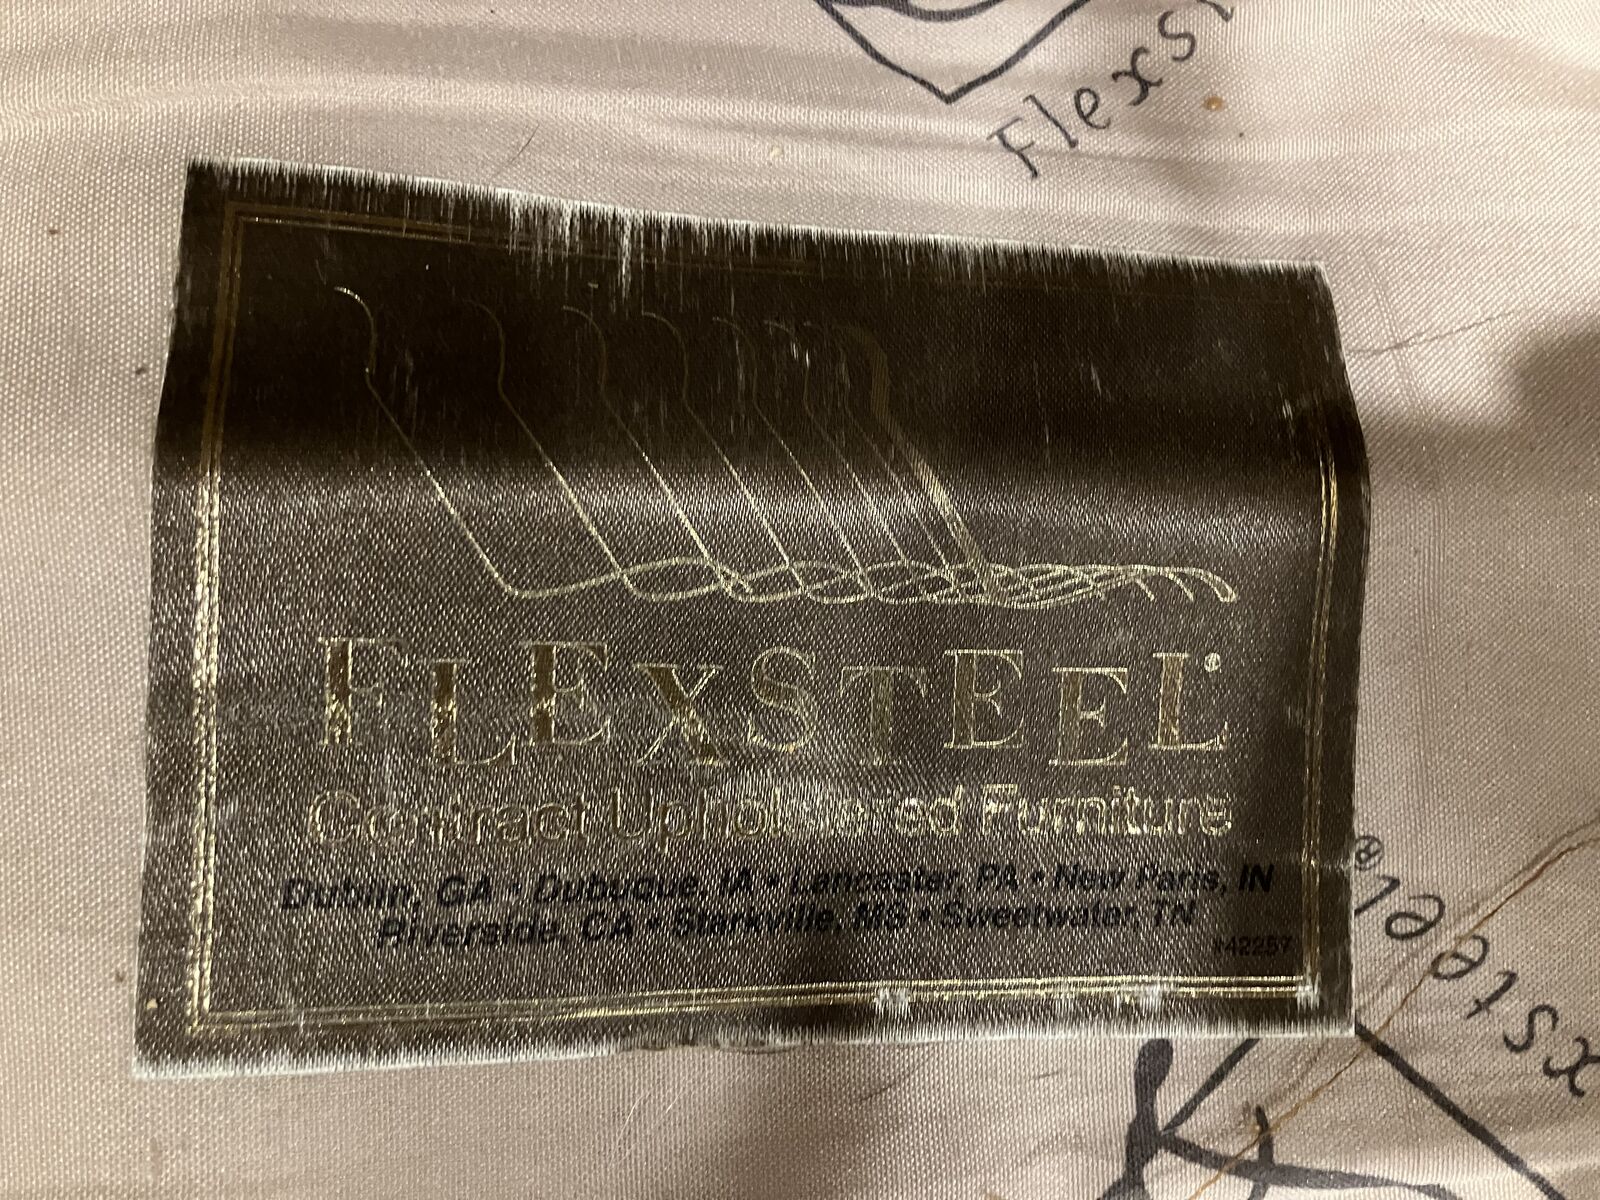 Flexs
FLEXSTEEL®
Contract Upholstered Furniture
Dublin, GA • Dubuque, IA • Lancaster, PA • New Paris, IN
Riverside, CA • Starkville, MS • Sweetwater, TN
#42257
xsteel®